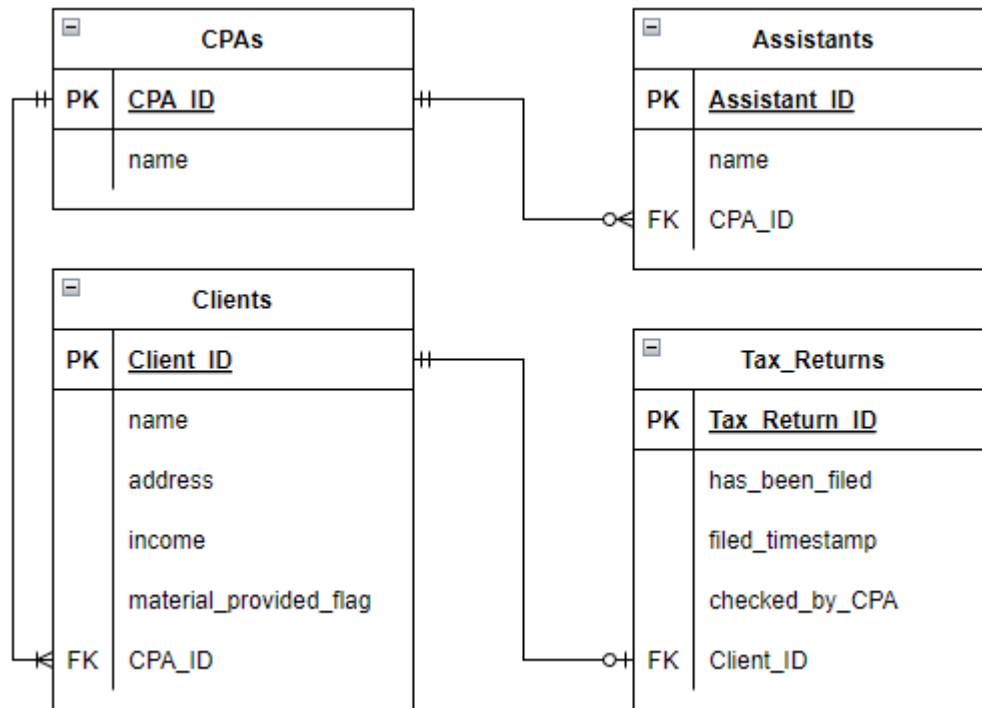 CPAs
PK CPA_ID
name
Assistants
PK Assistant_ID
name
FK CPA_ID
Clients
PK Client_ID
name
address
income
material_provided_flag
FK CPA_ID
Tax_Returns
PK Tax_Return_ID
has_been_filed
filed_timestamp
checked_by_CPA
FK Client_ID